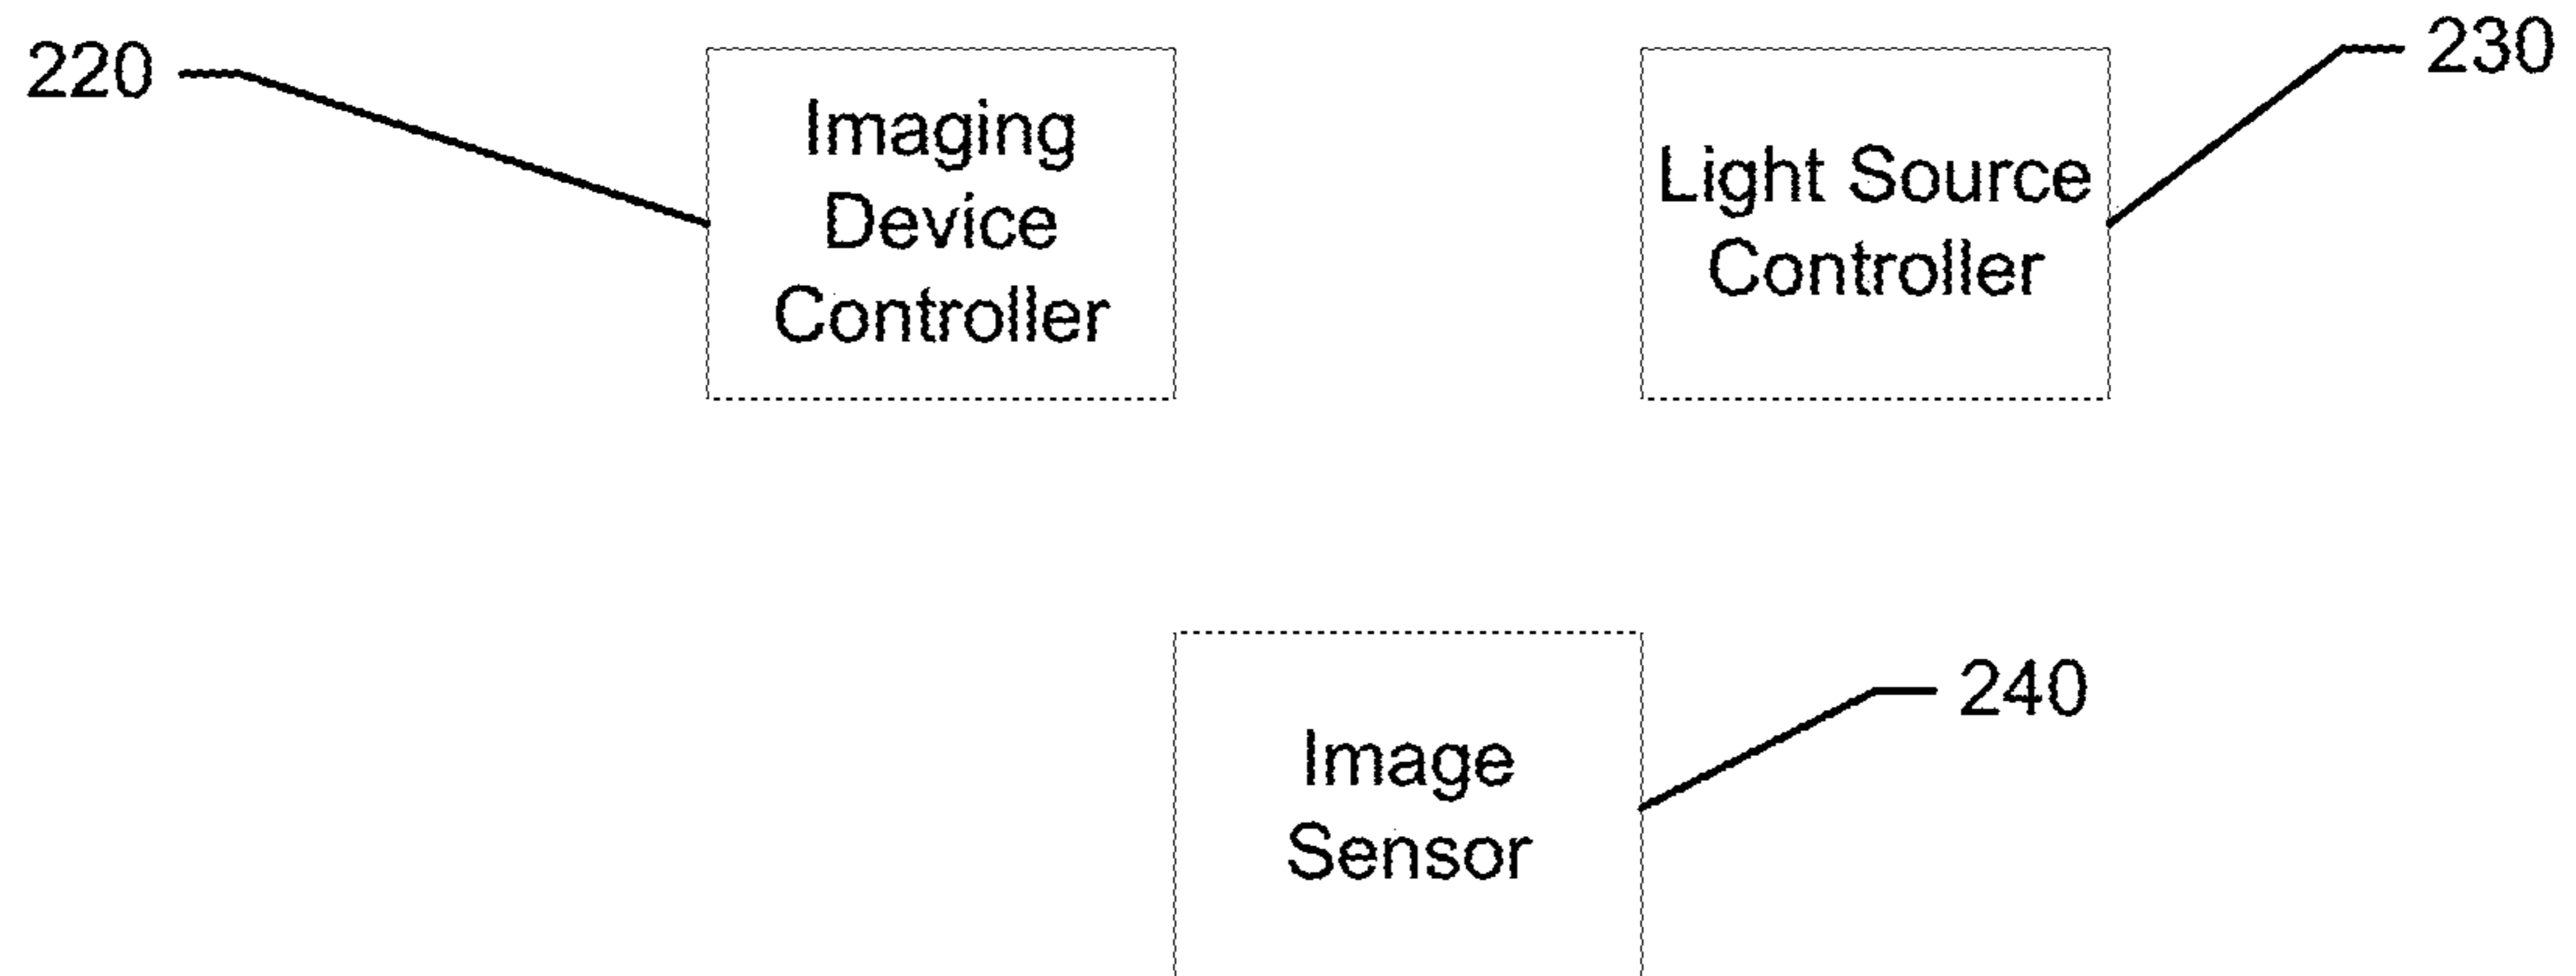 220
Imaging
Device
Controller
Light Source
Controller
230
Image
Sensor
240